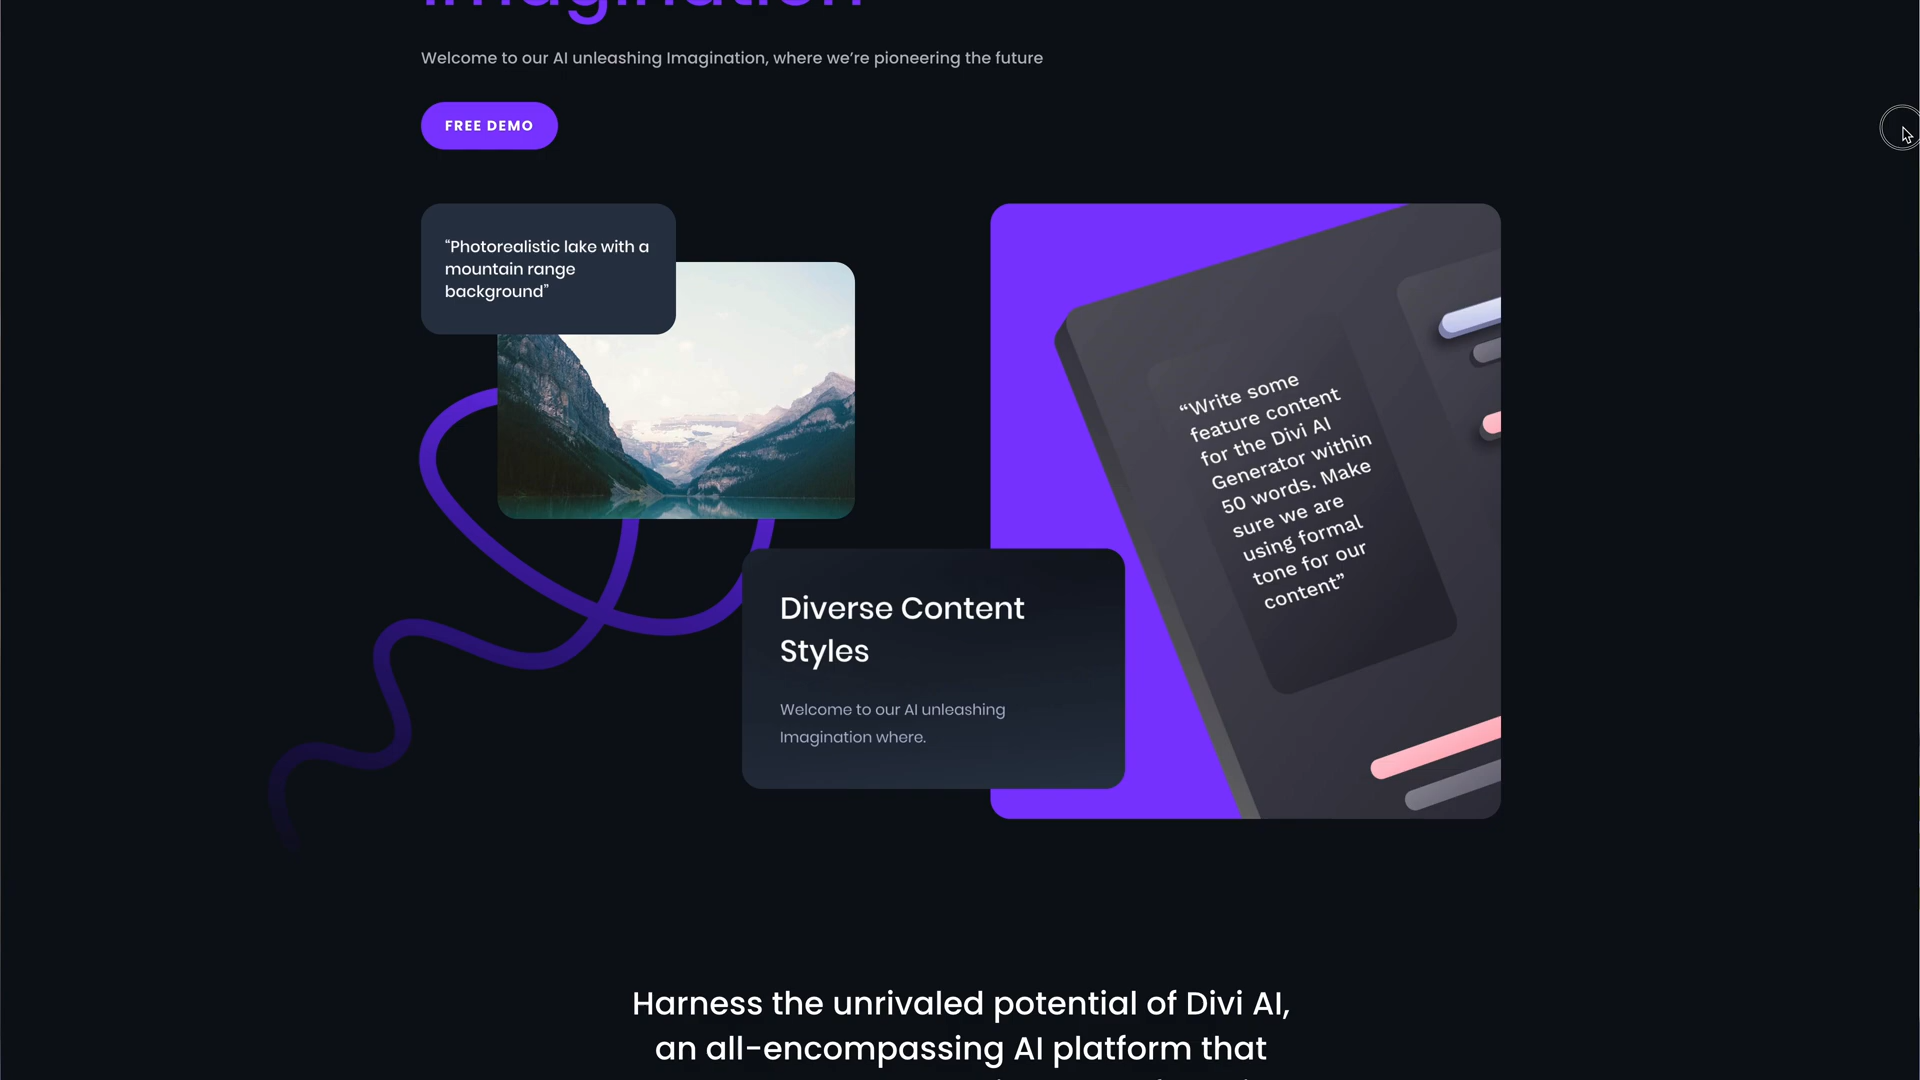 Imagination
Welcome to our AI unleashing Imagination, where we’re pioneering the future
FREE DEMO
“Photorealistic lake with a
mountain range
background”
“Write some
feature content
for the Divi AI
Generator within
50 words. Make
sure we are
using formal
tone for our
content”
Diverse Content
Styles
Welcome to our AI unleashing
Imagination where.
Harness the unrivaled potential of Divi AI,
an all-encompassing AI platform that